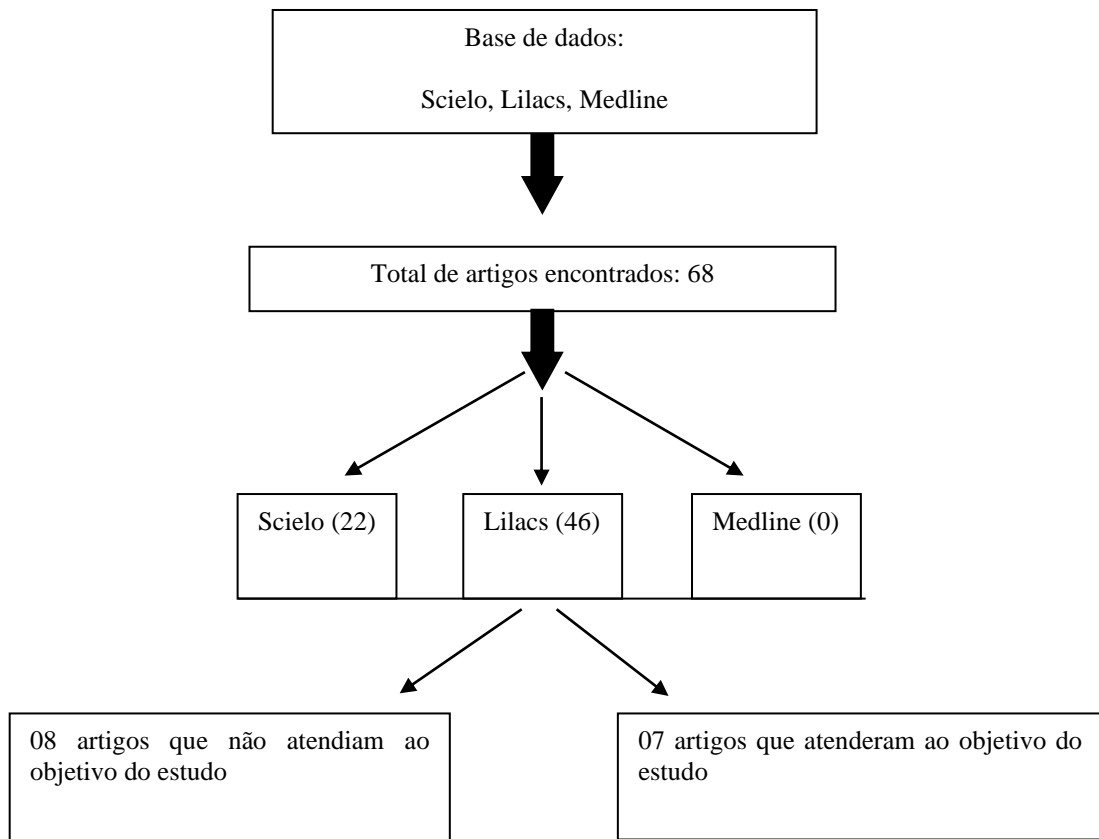 Base de dados:
Scielo, Lilacs, Medline
Total de artigos encontrados: 68
Scielo (22)
Lilacs (46)
Medline (0)
08 artigos que não atendiam ao
objetivo do estudo
07 artigos que atenderam ao objetivo do
estudo